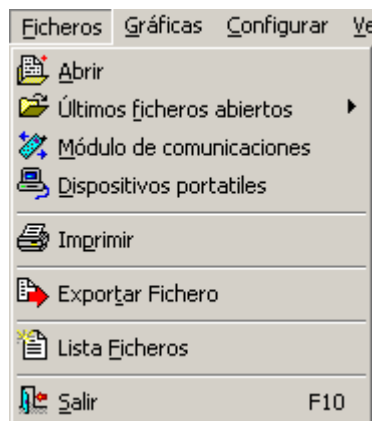 Ficheros Gráficas Configurar Ve
Abrir
Últimos ficheros abiertos
Módulo de comunicaciones
Dispositivos portatiles
Imprimir
Exportar Fichero
Lista Ficheros
Salir F10